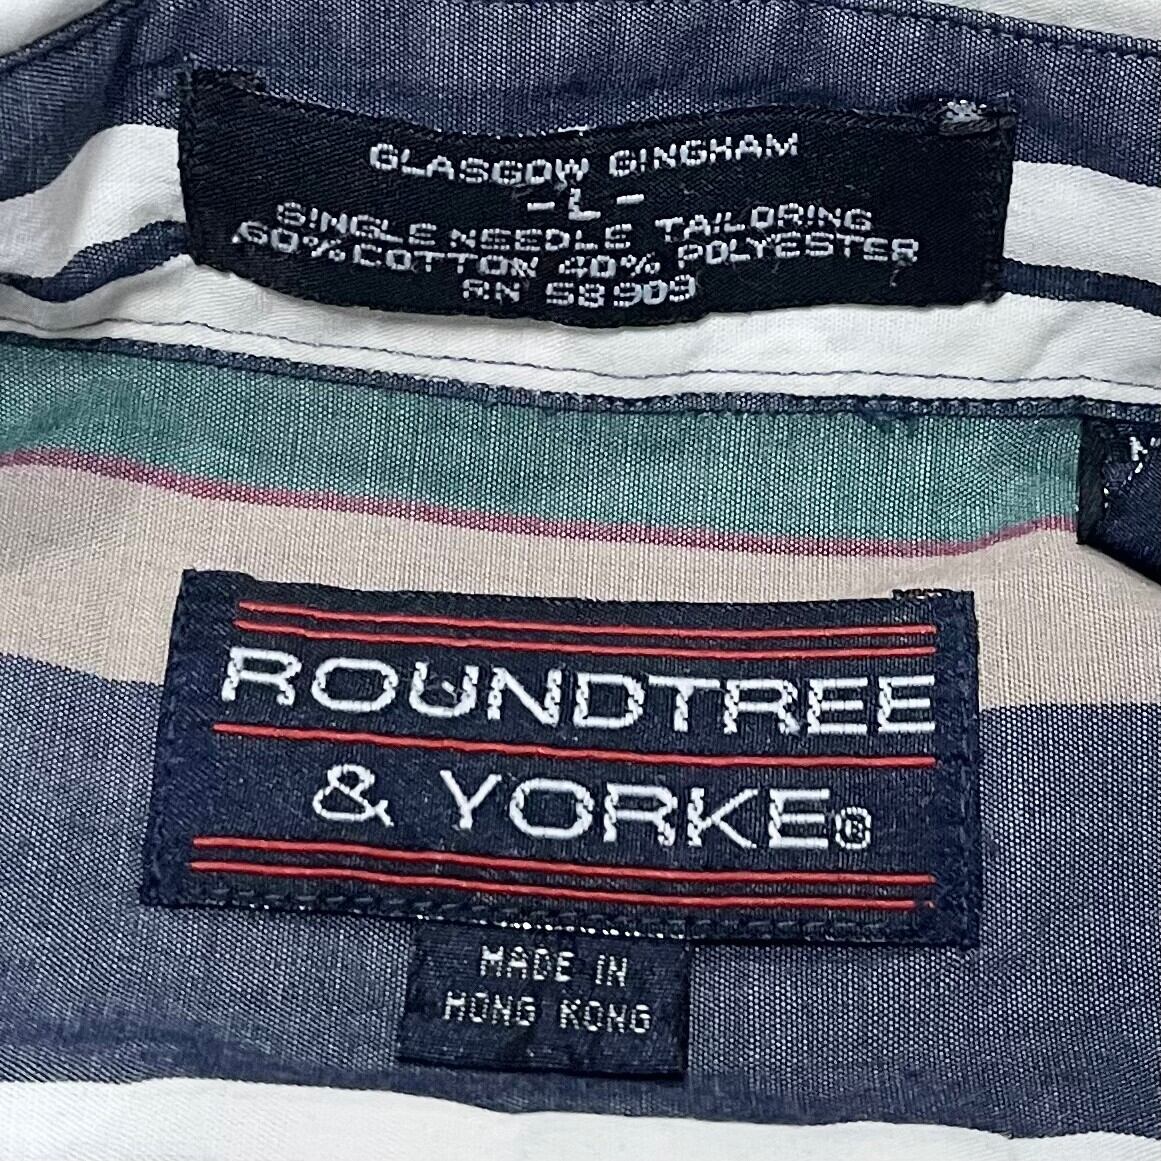 GLASGOW GINGHAM
- L -
SINGLE NEEDLE TAILORING
60% COTTON 40% POLYESTER
RN 58909
ROUNDTREE
& YORKE®
MADE IN
HONG KONG